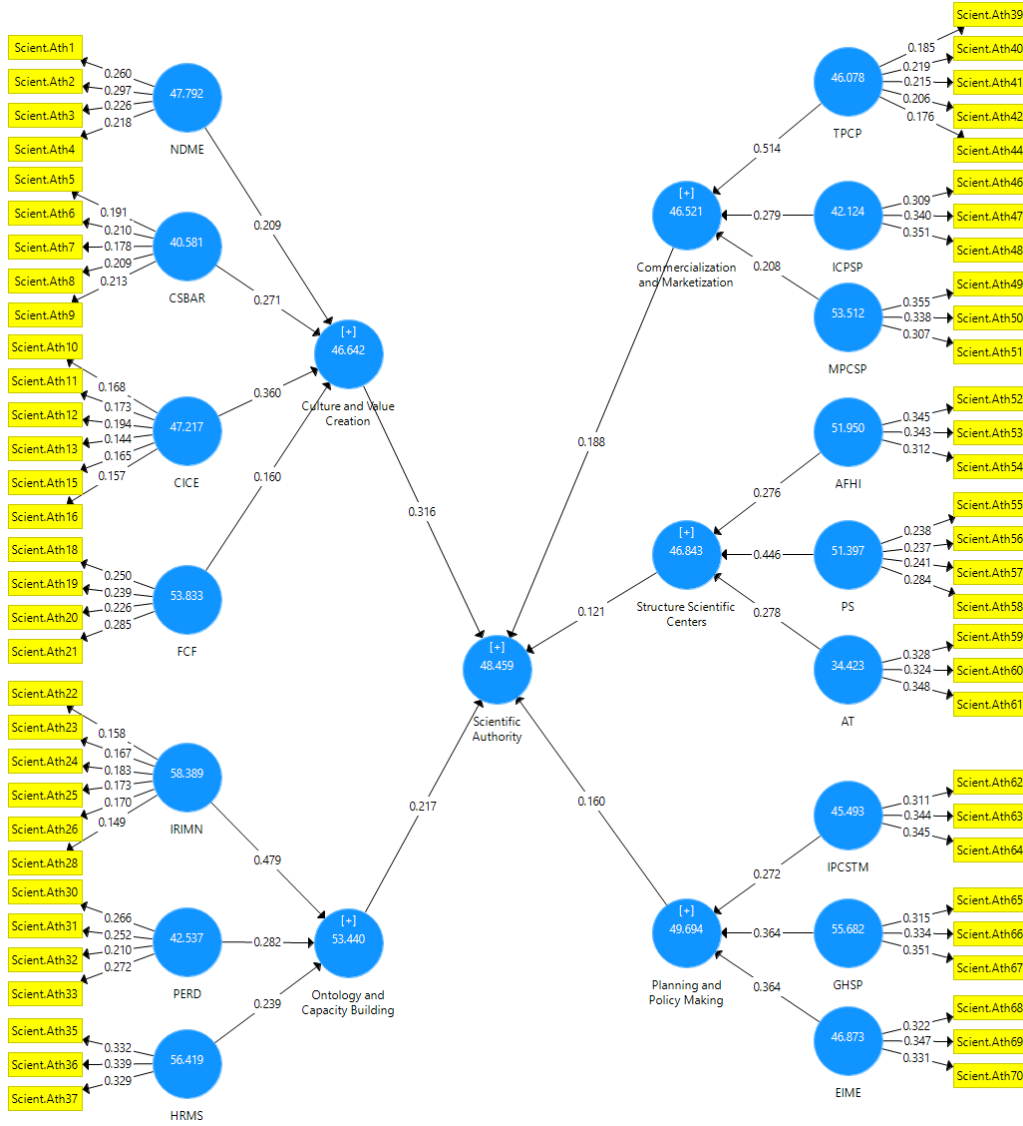 Scient.Ath1
Scient.Ath2
Scient.Ath3
Scient.Ath4
0.260
0.297
0.226
0.218
47.792
NDME
Scient.Ath5
Scient.Ath6
Scient.Ath7
Scient.Ath8
Scient.Ath9
0.191
0.210
0.178
0.209
0.213
40.581
CSBAR
Scient.Ath10
Scient.Ath11
Scient.Ath12
Scient.Ath13
Scient.Ath15
Scient.Ath16
0.168
0.173
0.194
0.144
0.165
0.157
47.217
CICE
Scient.Ath18
Scient.Ath19
Scient.Ath20
Scient.Ath21
0.250
0.239
0.226
0.285
53.833
FCF
0.209
0.271
0.360
0.160
[+]
46.642
Culture and Value
Creation
0.316
Scient.Ath22
Scient.Ath23
Scient.Ath24
Scient.Ath25
Scient.Ath26
Scient.Ath28
0.158
0.167
0.183
0.173
0.170
0.149
58.389
IRIMN
Scient.Ath30
Scient.Ath31
Scient.Ath32
Scient.Ath33
0.266
0.252
0.210
0.272
42.537
PERD
Scient.Ath35
Scient.Ath36
Scient.Ath37
0.332
0.339
0.329
56.419
HRMS
0.479
0.282
0.239
[+]
53.440
Ontology and
Capacity Building
0.217
[+]
48.459
Scientific
Authority
Scient.Ath39
Scient.Ath40
Scient.Ath41
Scient.Ath42
Scient.Ath44
0.185
0.219
0.215
0.206
0.176
46.078
TPCP
Scient.Ath46
Scient.Ath47
Scient.Ath48
0.309
0.340
0.351
42.124
ICPSP
Scient.Ath49
Scient.Ath50
Scient.Ath51
0.355
0.338
0.307
53.512
MPCSP
0.514
0.279
0.208
[+]
46.521
Commercialization
and Marketization
0.188
Scient.Ath52
Scient.Ath53
Scient.Ath54
0.345
0.343
0.312
51.950
AFHI
Scient.Ath55
Scient.Ath56
Scient.Ath57
Scient.Ath58
0.238
0.237
0.241
0.284
51.397
PS
Scient.Ath59
Scient.Ath60
Scient.Ath61
0.328
0.324
0.348
34.423
AT
0.276
0.446
0.278
[+]
46.843
Structure Scientific
Centers
0.121
Scient.Ath62
Scient.Ath63
Scient.Ath64
0.311
0.344
0.345
45.493
IPCSTM
Scient.Ath65
Scient.Ath66
Scient.Ath67
0.315
0.334
0.351
55.682
GHSP
Scient.Ath68
Scient.Ath69
Scient.Ath70
0.322
0.347
0.331
46.873
EIME
0.272
0.364
0.364
[+]
49.694
Planning and
Policy Making
0.160